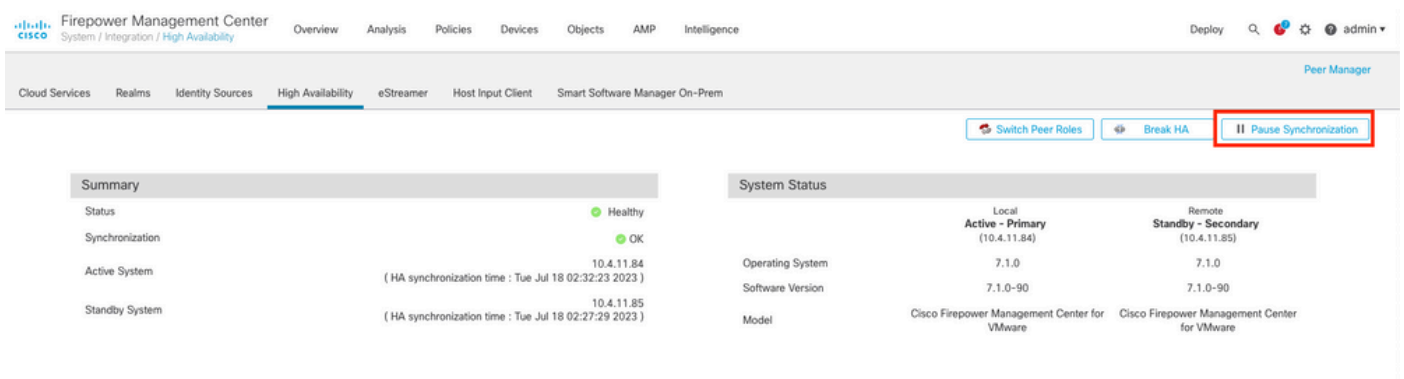 CISCO
Firepower Management Center
System / Integration / High Availability
Overview Analysis Policies Devices Objects AMP Intelligence
Deploy admin
Peer Manager
Cloud Services Realms Identity Sources High Availability eStreamer Host Input Client Smart Software Manager On-Prem
Switch Peer Roles Break HA Pause Synchronization
Summary
Status Healthy
Synchronization OK
Active System 10.4.11.84
( HA synchronization time : Tue Jul 18 02:32:23 2023 )
Standby System 10.4.11.85
( HA synchronization time : Tue Jul 18 02:27:29 2023 )
System Status
Local Remote
Active - Primary Standby - Secondary
(10.4.11.84) (10.4.11.85)
Operating System 7.1.0 7.1.0
Software Version 7.1.0-90 7.1.0-90
Model Cisco Firepower Management Center for Cisco Firepower Management Center
VMware for VMware